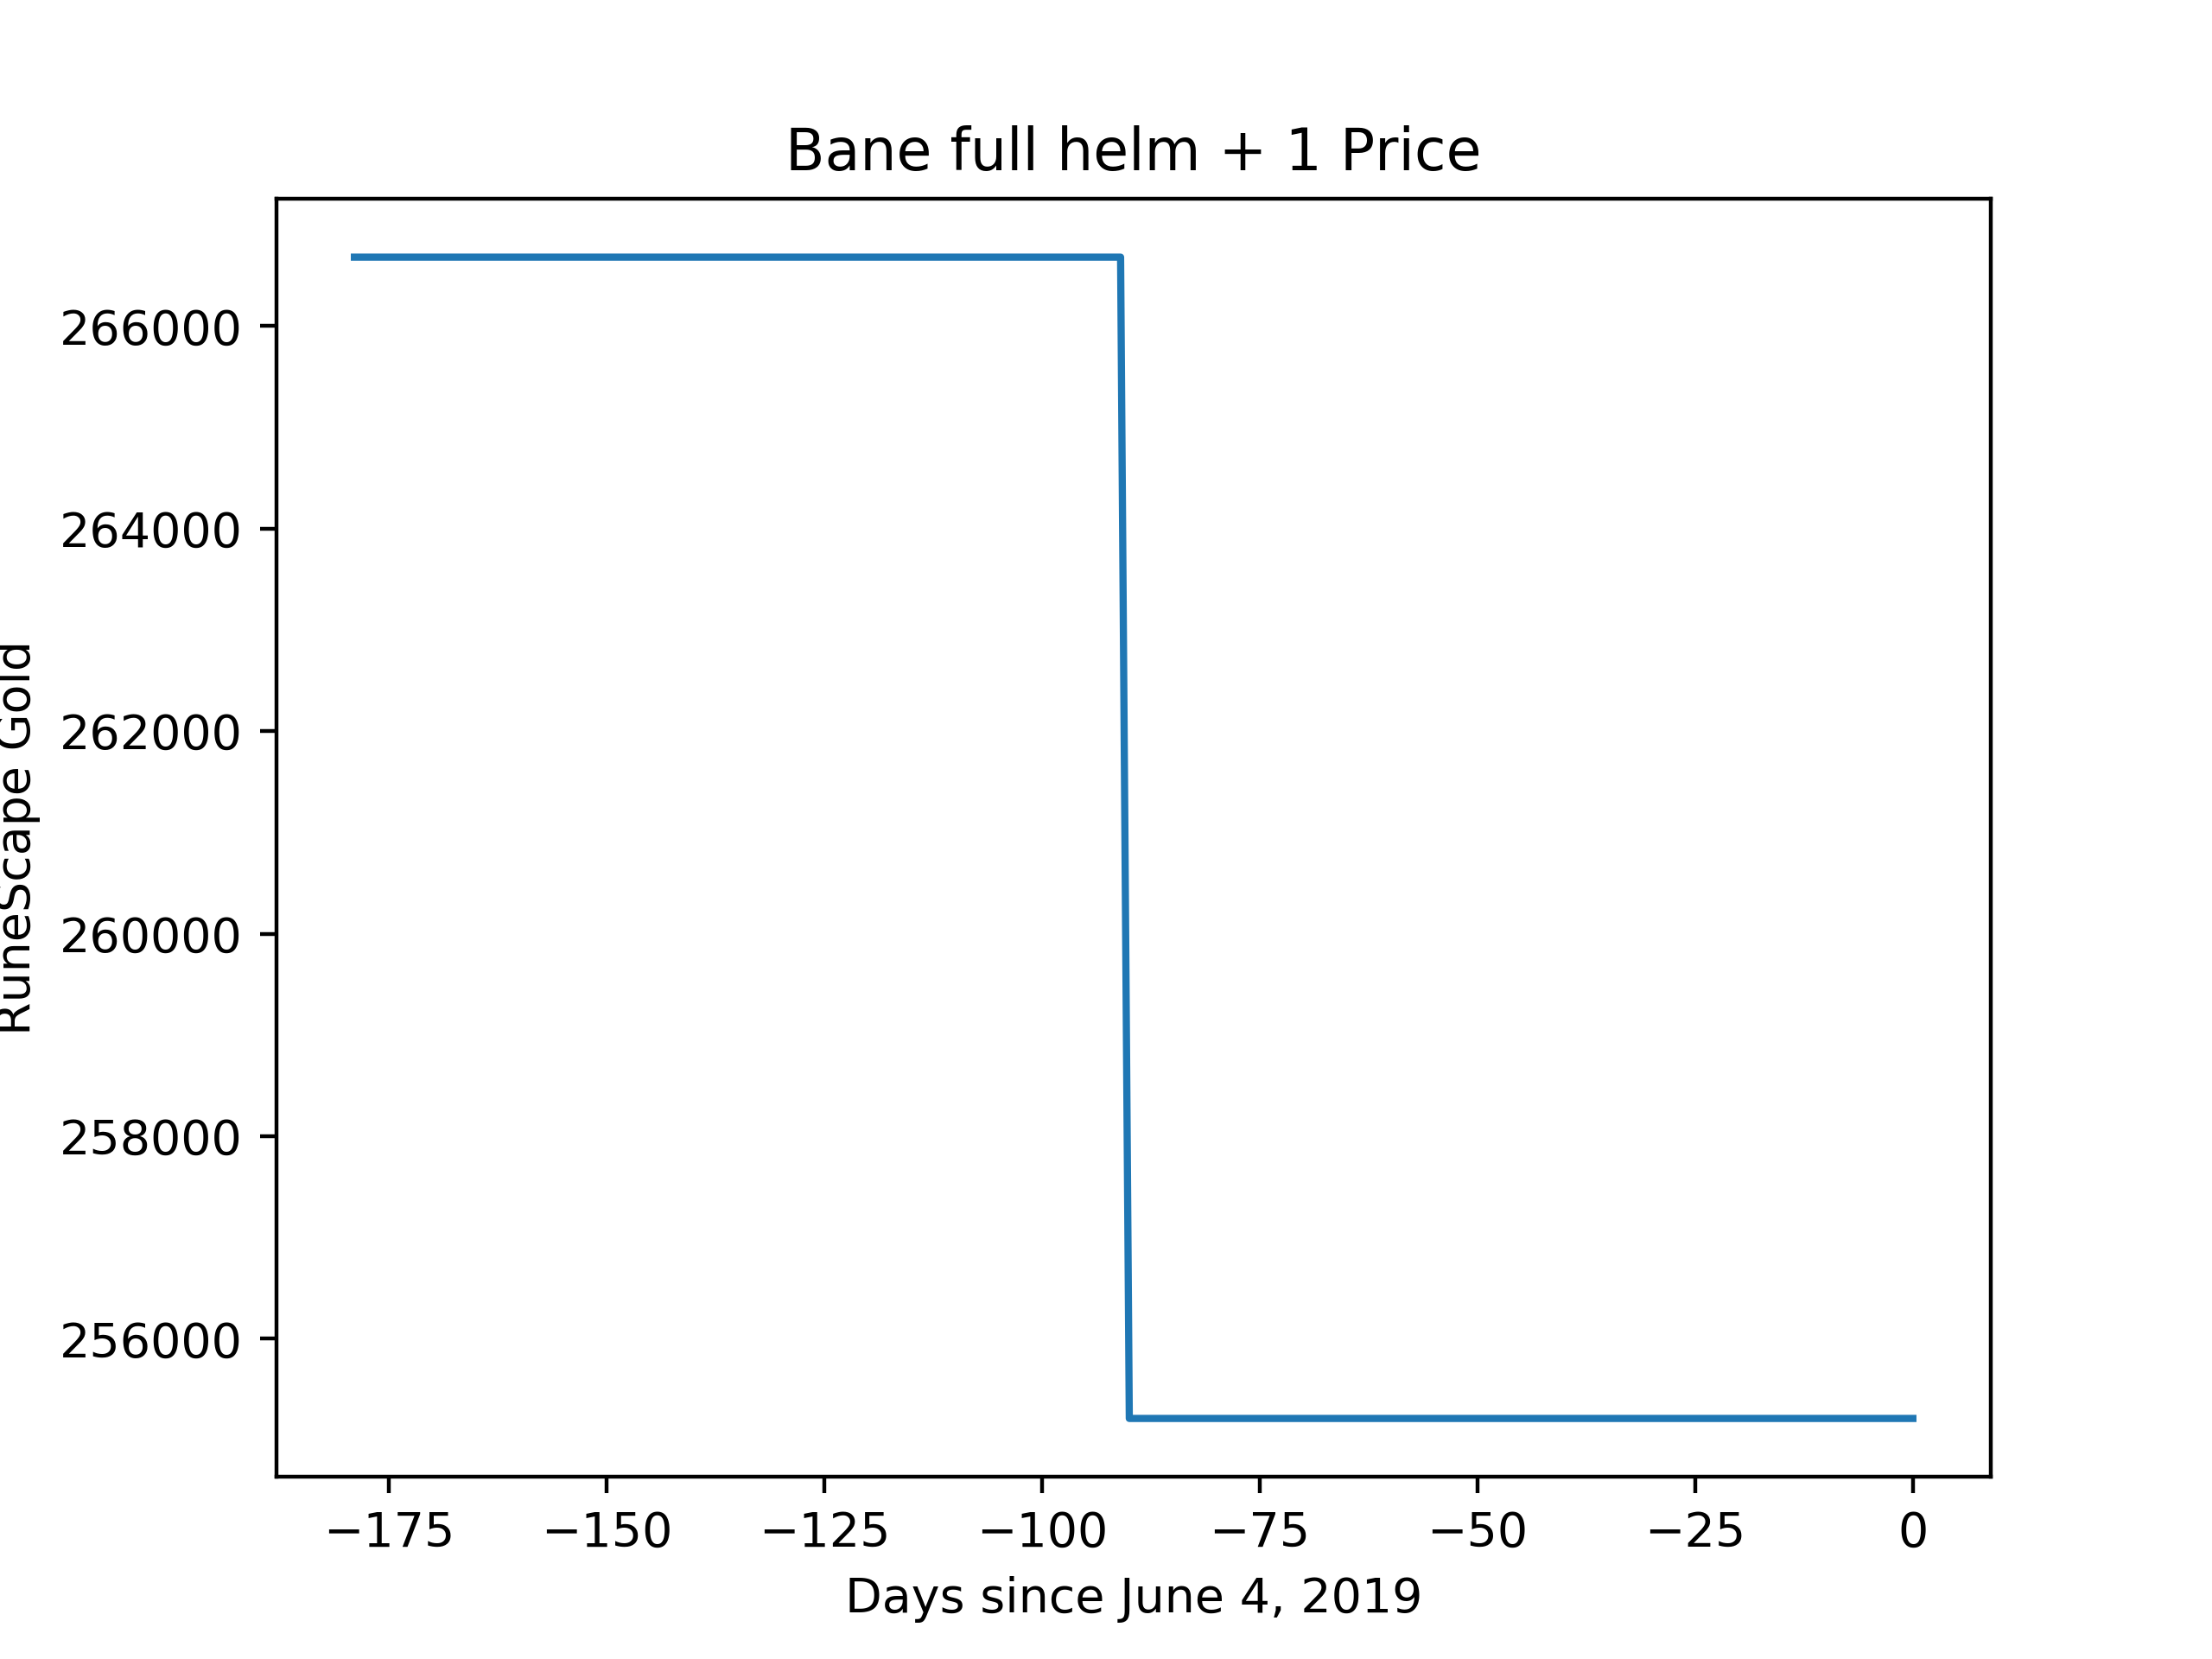 Bane full helm + 1 Price
266000
264000
262000
260000
258000
256000
RuneScape Gold
−175 −150 −125 −100 −75 −50 −25 0
Days since June 4, 2019